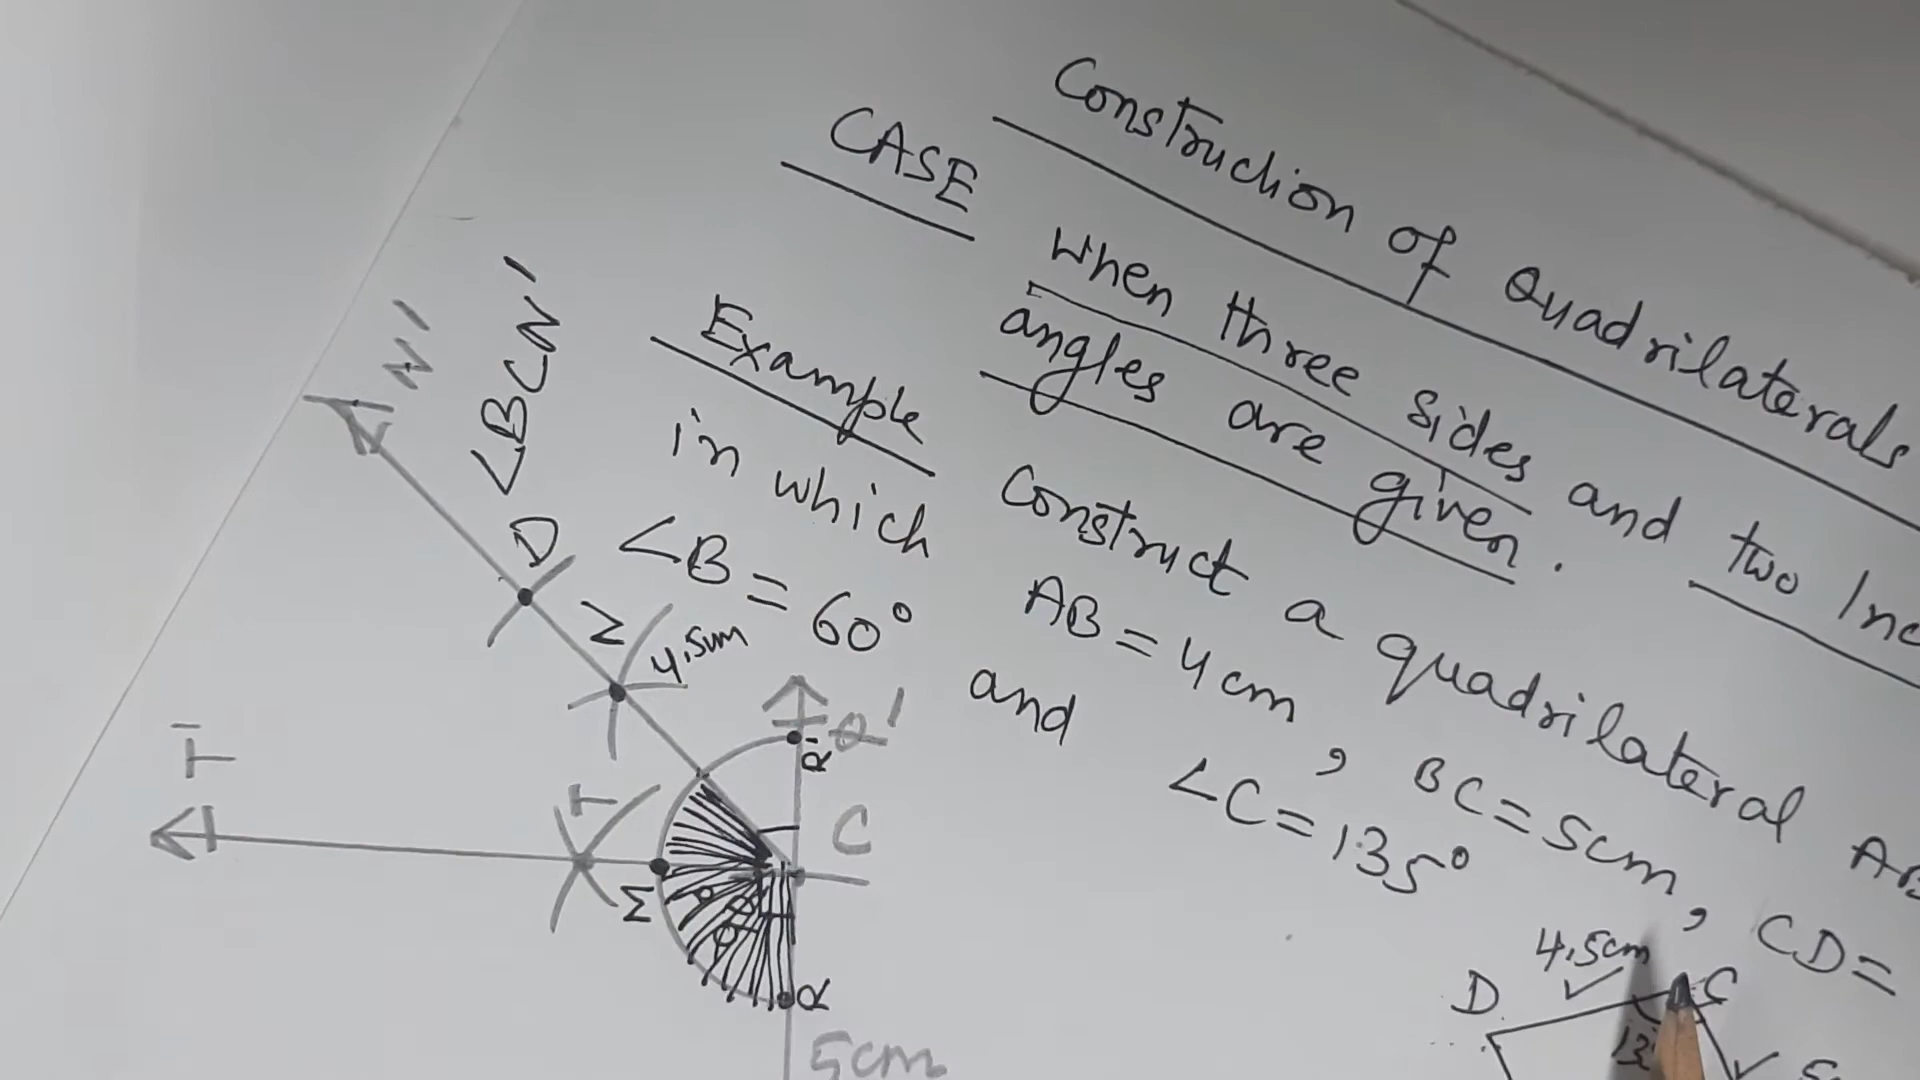 Construction of Quadrilaterals
CASE When three sides and two Inc
angles are given.
Example Construct a quadrilateral AB
in which AB = 4cm, BC = 5cm, CD =
∠B = 60° and ∠C = 135°
N'
∠BCN'
D
N
4.5cm
T'
T
Q'
R'
C
M
R
5cm
4.5cm
D
C